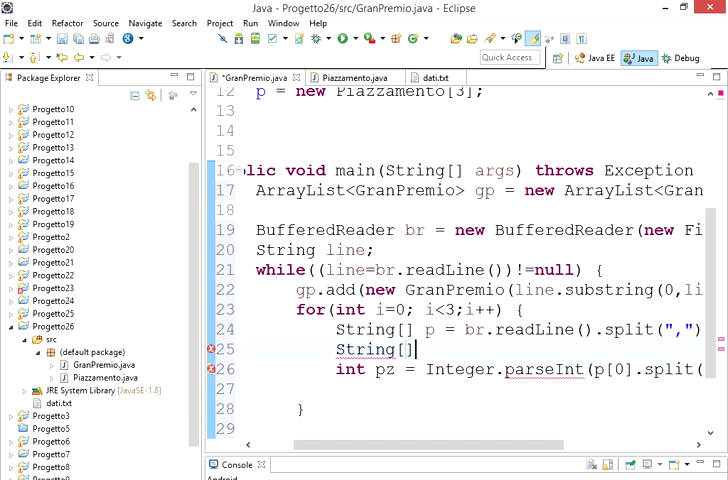 Java - Progetto26/src/GranPremio.java - Eclipse
File Edit Refactor Source Navigate Search Project Run Window Help
Quick Access
Java EE
Java
Debug
Package Explorer
*GranPremio.java
Piazzamento.java
dati.txt
Progetto10
Progetto11
Progetto12
Progetto13
Progetto14
Progetto15
Progetto16
Progetto17
Progetto18
Progetto19
Progetto2
Progetto20
Progetto21
Progetto22
Progetto23
Progetto24
Progetto25
Progetto26
src
(default package)
GranPremio.java
Piazzamento.java
JRE System Library [JavaSE-1.8]
dati.txt
Progetto3
Progetto5
Progetto6
Progetto7
Progetto8
12 p = new Piazzamento[3];
13
14
15
16 lic void main(String[] args) throws Exception
17 ArrayList<GranPremio> gp = new ArrayList<Gran
18
19 BufferedReader br = new BufferedReader(new Fi
20 String line;
21 while((line=br.readLine())!=null) {
22 gp.add(new GranPremio(line.substring(0,li
23 for(int i=0; i<3;i++) {
24 String[] p = br.readLine().split(",")
25 String[]
26 int pz = Integer.parseInt(p[0].split(
27
28 }
29
Console